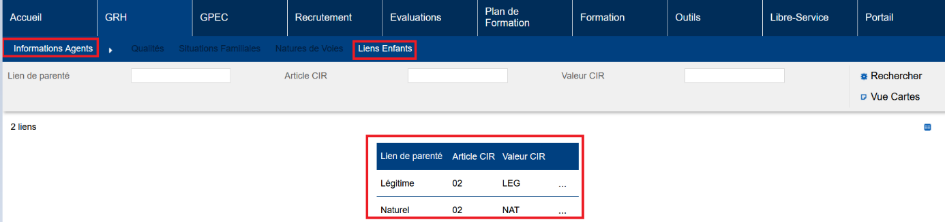 Accueil GRH GPEC Recrutement Evaluations Plan de Formation Formation Outils Libre-Service Portail
Informations Agents Qualités Situations Familiales Natures de Voies Liens Enfants
Lien de parenté Article CIR Valeur CIR Rechercher
Vue Cartes
2 liens
Lien de parenté Article CIR Valeur CIR
Légitime 02 LEG ...
Naturel 02 NAT ...